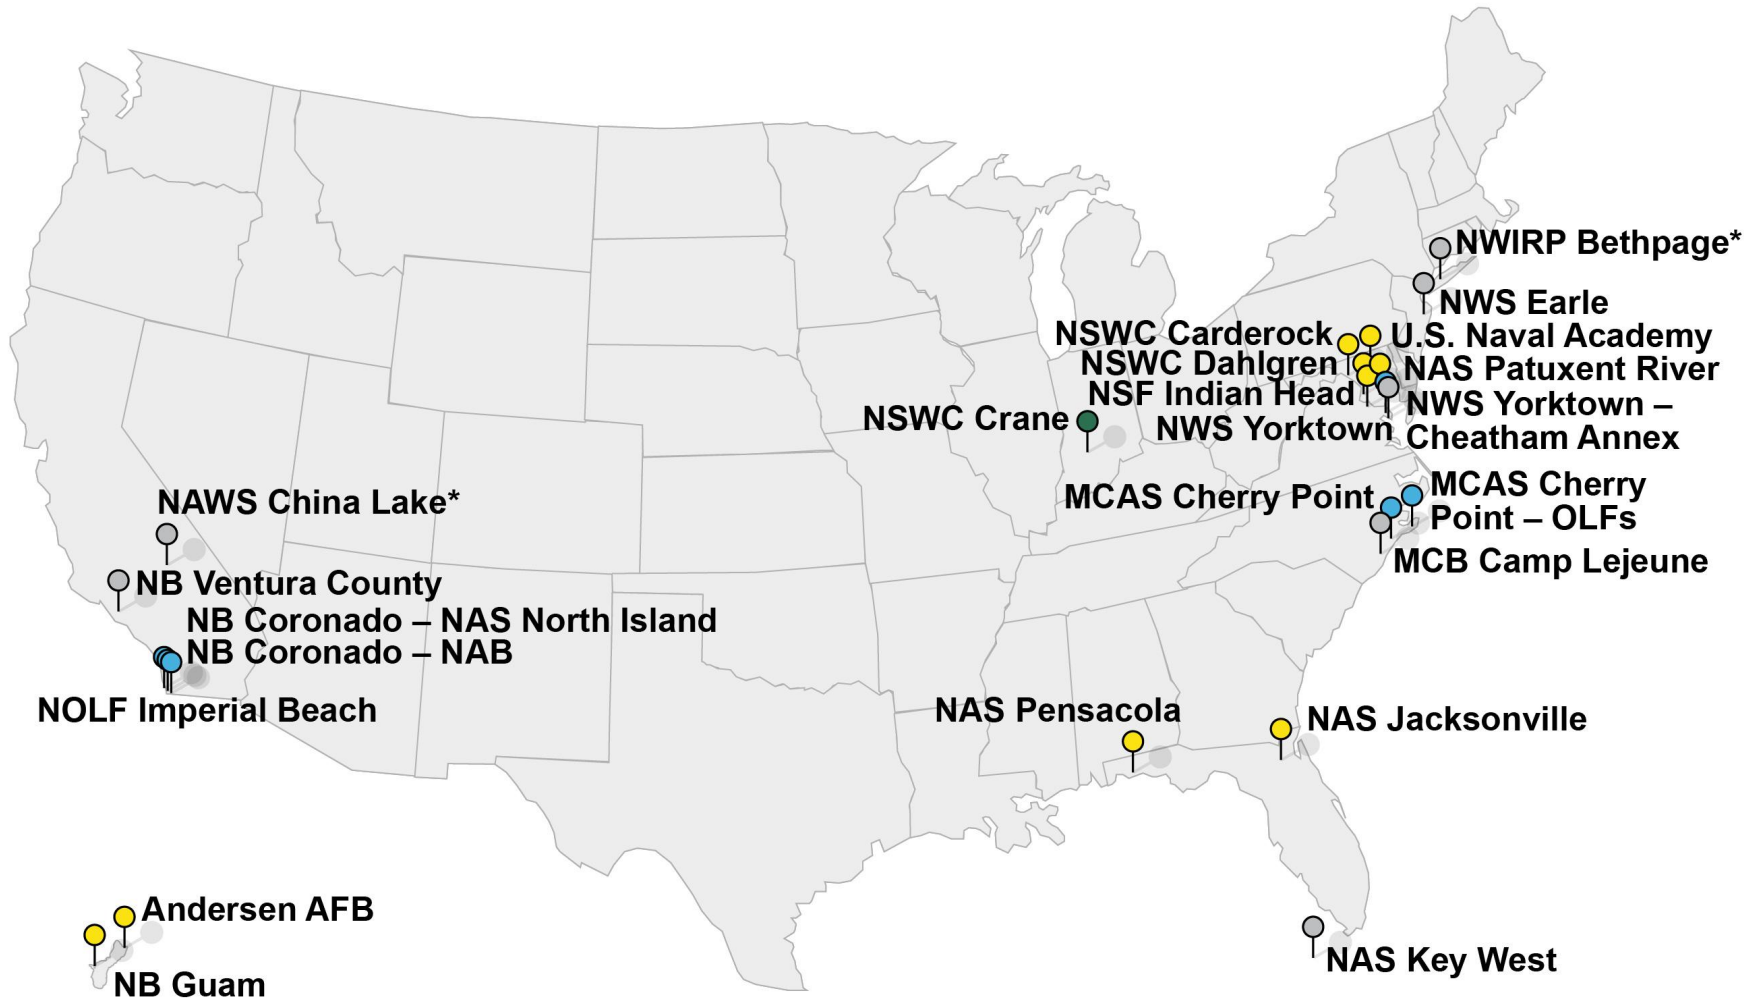 NWIRP Bethpage*
NWS Earle
NSWC Carderock
U.S. Naval Academy
NSWC Dahlgren
NAS Patuxent River
NSF Indian Head
NWS Yorktown –
Cheatham Annex
NSWC Crane
NWS Yorktown
MCAS Cherry
Point – OLFs
MCAS Cherry Point
NAWS China Lake*
MCB Camp Lejeune
NB Ventura County
NB Coronado – NAS North Island
NB Coronado – NAB
NOLF Imperial Beach
NAS Pensacola
NAS Jacksonville
Andersen AFB
NAS Key West
NB Guam